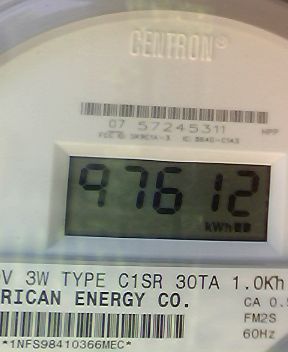 CENTRON®
07 57245311 HPP
97612
kWh
V 3W TYPE C1SR 30TA 1.0Kh
RICAN ENERGY CO. CA 0.5
FM2S
60Hz
*1NFS98410366MEC*